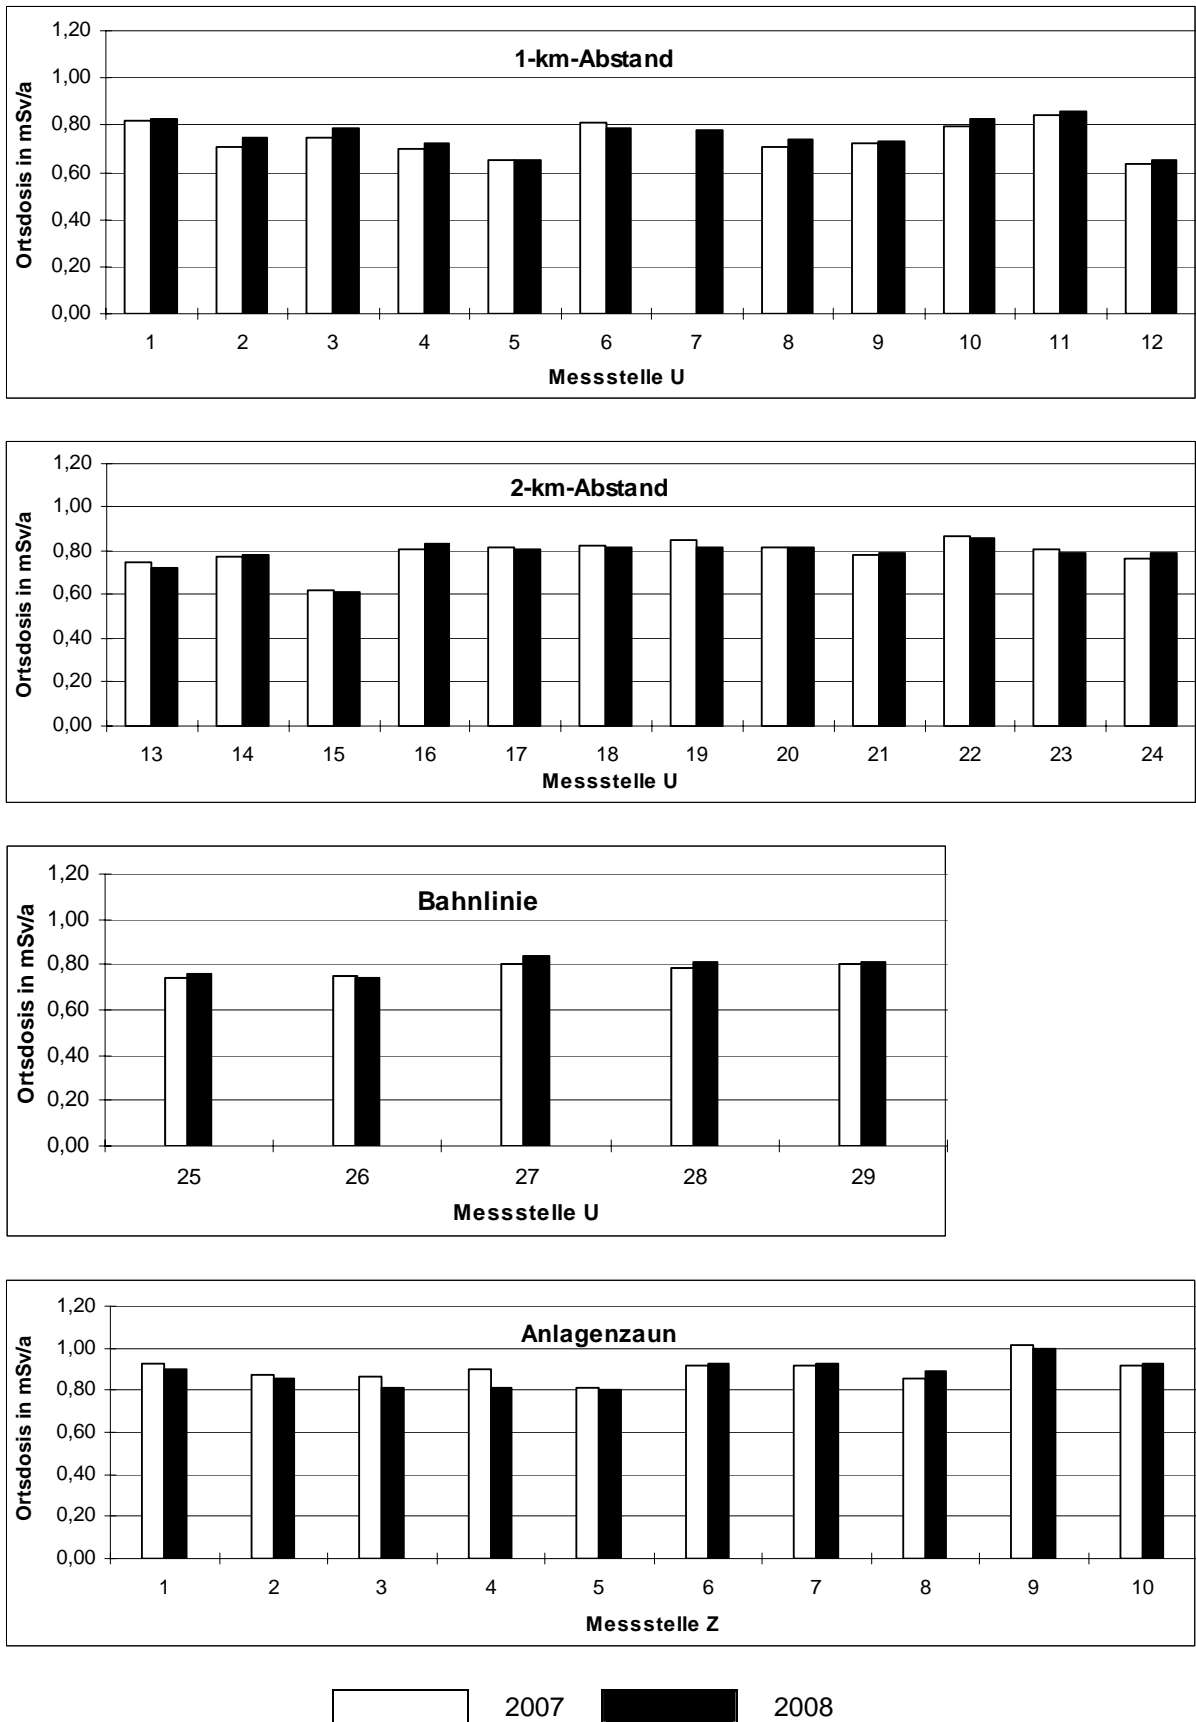 1-km-Abstand
Ortsdosis in mSv/a
1,20
1,00
0,80
0,60
0,40
0,20
0,00
1 2 3 4 5 6 7 8 9 10 11 12
Messstelle U
2-km-Abstand
Ortsdosis in mSv/a
1,20
1,00
0,80
0,60
0,40
0,20
0,00
13 14 15 16 17 18 19 20 21 22 23 24
Messstelle U
Bahnlinie
Ortsdosis in mSv/a
1,20
1,00
0,80
0,60
0,40
0,20
0,00
25 26 27 28 29
Messstelle U
Anlagenzaun
Ortsdosis in mSv/a
1,20
1,00
0,80
0,60
0,40
0,20
0,00
1 2 3 4 5 6 7 8 9 10
Messstelle Z
2007 2008